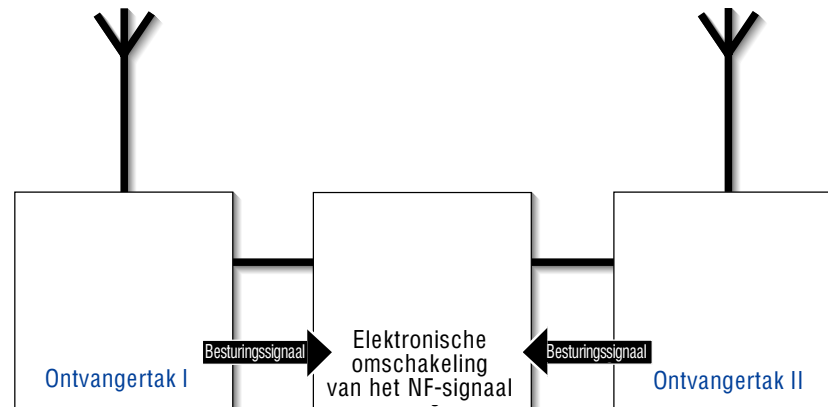 Besturingssignaal
Elektronische
omschakeling
van het NF-signaal
Besturingssignaal
Ontvangertak I
Ontvangertak II